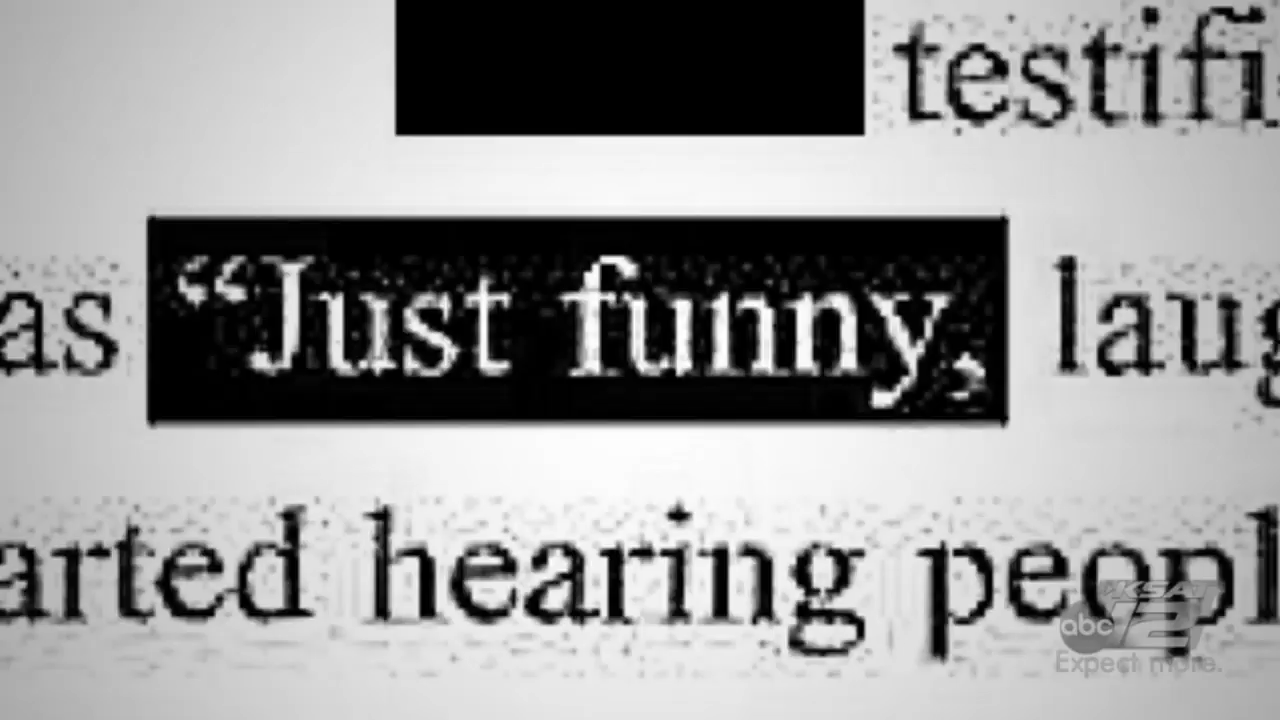 testifi
as “Just funny, laug
arted hearing peopl
abc KSAT 12
Expect more.